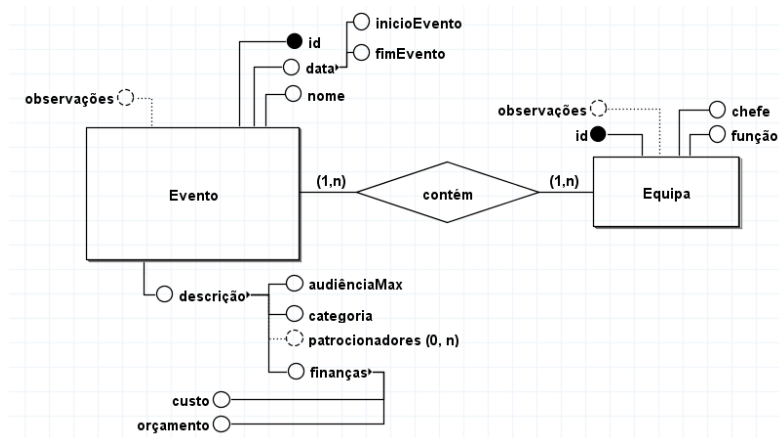 inicioEvento
id
data
fimEvento
nome
observações
observações
chefe
id
função
(1,n)
(1,n)
Evento
contém
Equipa
descrição
audiênciaMax
categoria
patrocionadores (0, n)
finanças
custo
orçamento